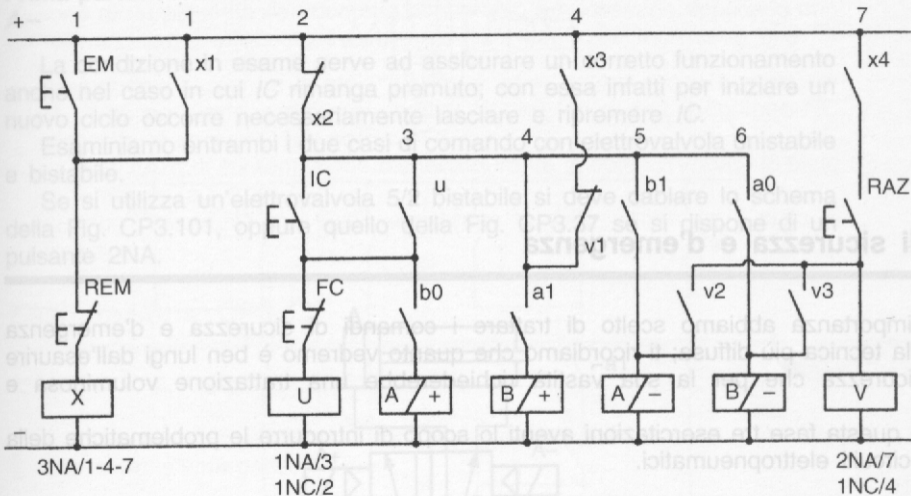 + 1 1 2 4 7
La condizione in esame serve ad assicurare un corretto funzionamento
anche nel caso in cui IC rimanga premuto; con essa infatti per iniziare un
nuovo ciclo occorre necessariamente lasciare e ripremere IC.
Esaminiamo entrambi i due casi di comando con elettrovalvola unistabile
e bistabile.
Se si utilizza un'elettrovalvola 5/2 bistabile si deve cablare lo schema
della Fig. CP3.101, oppure quello della Fig. CP3.37 se si dispone di un
pulsante 2NA.
EM x1 x3 x4
x2
3 4 5 6
IC u b1 a0 RAZ
i sicurezza e d'emergenza
v1
REM FC b0 a1 v2 v3
importanza abbiamo scelto di trattare i comandi di sicurezza e d'emergenza
la tecnica più diffusa; ti ricordiamo che quanto vedremo è ben lungi dall'esaurire
X U A + B + A − B − V
questa fase tre esercitazioni aventi lo scopo di introdurre le problematiche della
elettropneumatici.
−
3NA/1-4-7 1NA/3 2NA/7
1NC/2 1NC/4